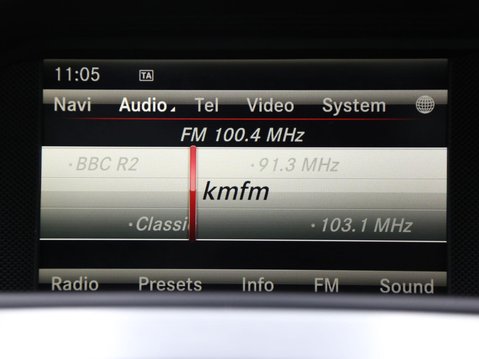 11:05 TA
Navi Audio Tel Video System
FM 100.4 MHz
·BBC R2 ·91.3 MHz
kmfm
·Classi ·103.1 MHz
Radio Presets Info FM Sound